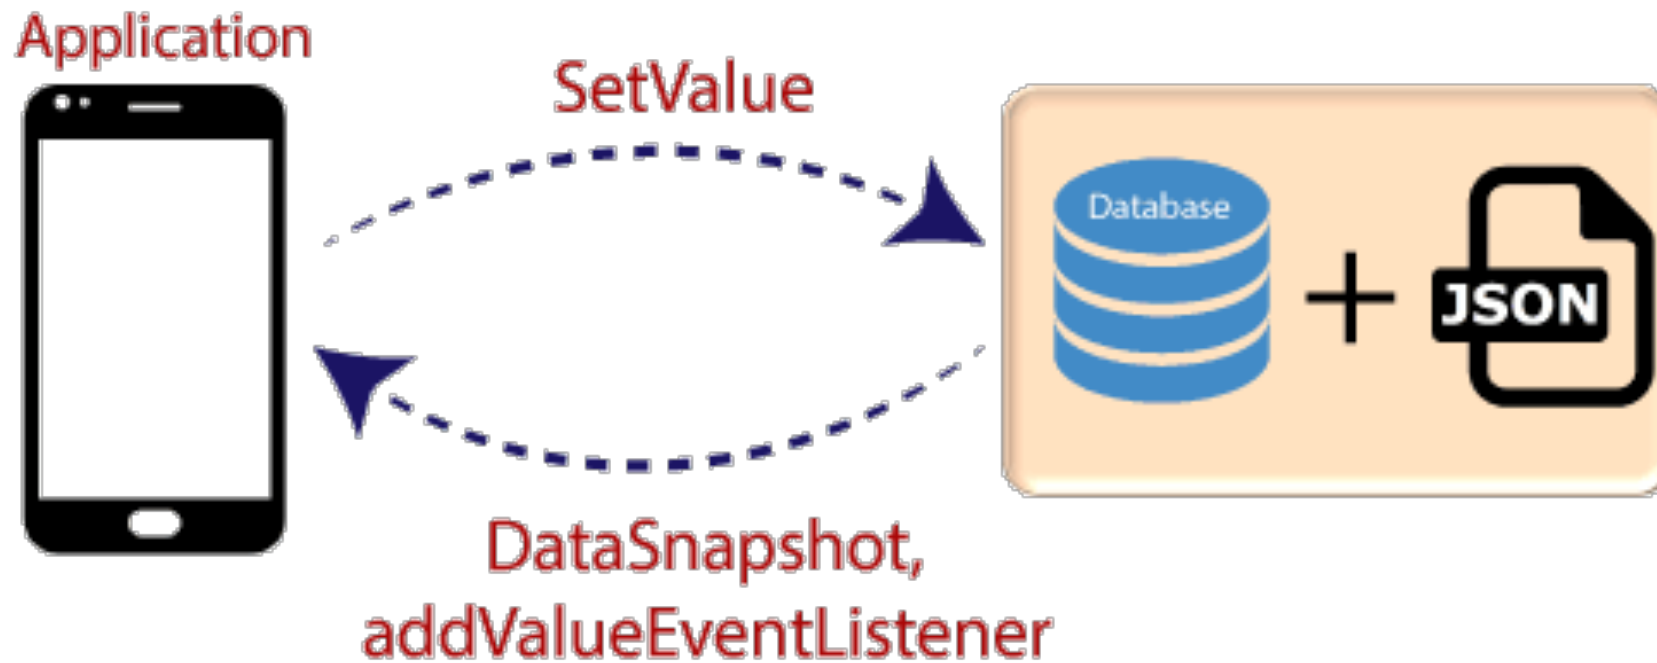 Application
SetValue
Database
JSON
DataSnapshot,
addValueEventListener